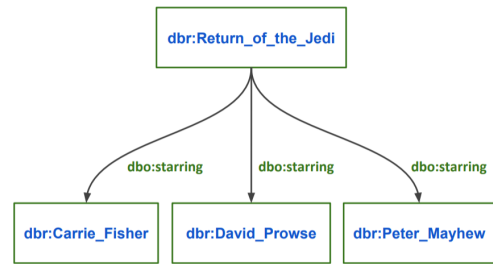 dbr:Return_of_the_Jedi
dbo:starring
dbo:starring
dbo:starring
dbr:Carrie_Fisher
dbr:David_Prowse
dbr:Peter_Mayhew